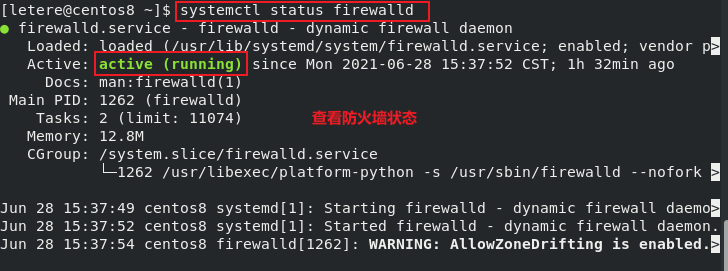 [letere@centos8 ~]$ systemctl status firewalld
● firewalld.service - firewalld - dynamic firewall daemon
Loaded: loaded (/usr/lib/systemd/system/firewalld.service; enabled; vendor p>
Active: active (running) since Mon 2021-06-28 15:37:52 CST; 1h 32min ago
Docs: man:firewalld(1)
Main PID: 1262 (firewalld)
Tasks: 2 (limit: 11074) 查看防火墙状态
Memory: 12.8M
CGroup: /system.slice/firewalld.service
└─1262 /usr/libexec/platform-python -s /usr/sbin/firewalld --nofork >
Jun 28 15:37:49 centos8 systemd[1]: Starting firewalld - dynamic firewall daemo>
Jun 28 15:37:52 centos8 systemd[1]: Started firewalld - dynamic firewall daemon.
Jun 28 15:37:54 centos8 firewalld[1262]: WARNING: AllowZoneDrifting is enabled.>